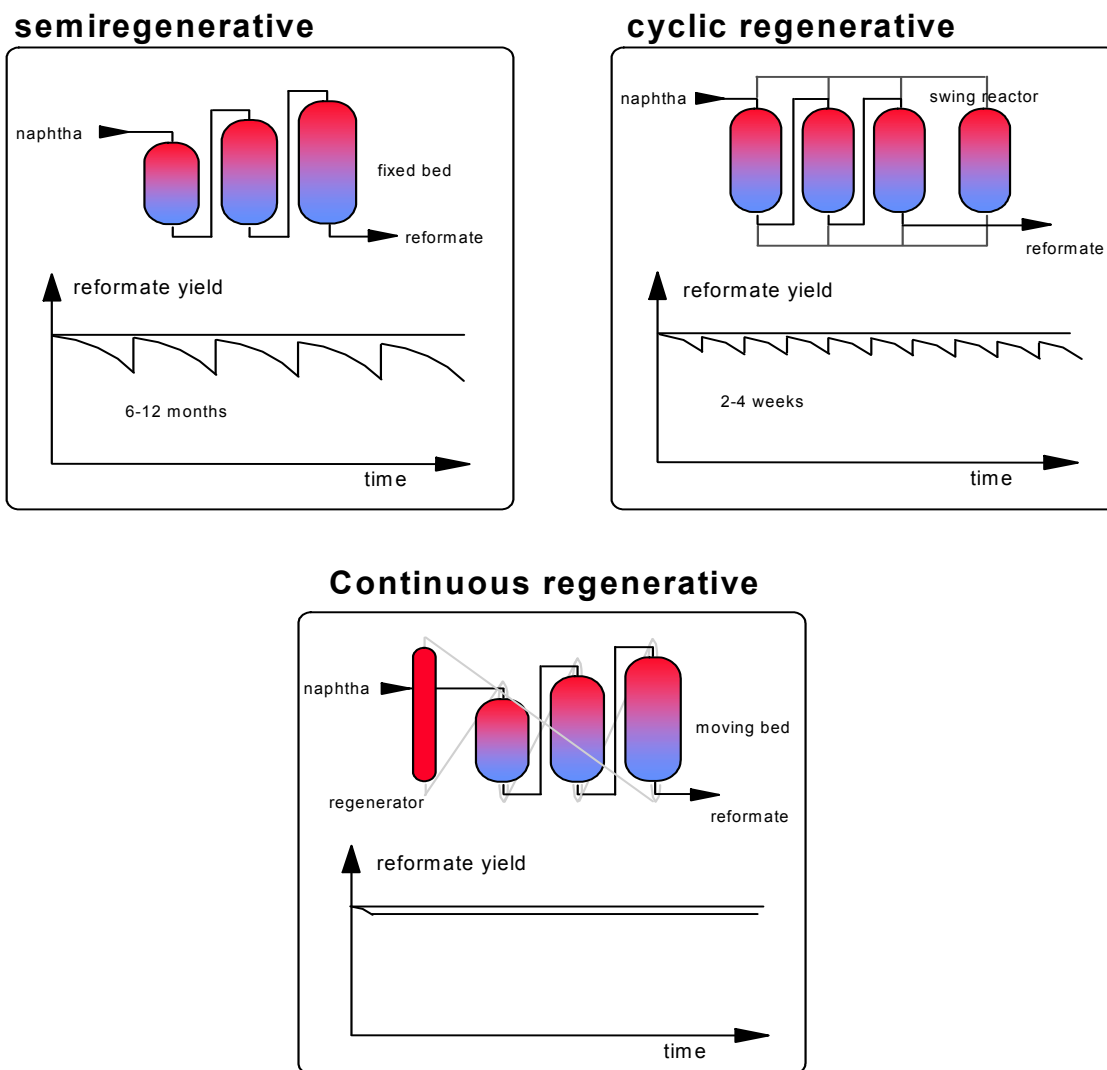 semiregenerative
naphtha
fixed bed
reformate
reformate yield
6-12 months
time
cyclic regenerative
naphtha
swing reactor
reformate
reformate yield
2-4 weeks
time
Continuous regenerative
naphtha
moving bed
regenerator
reformate
reformate yield
time